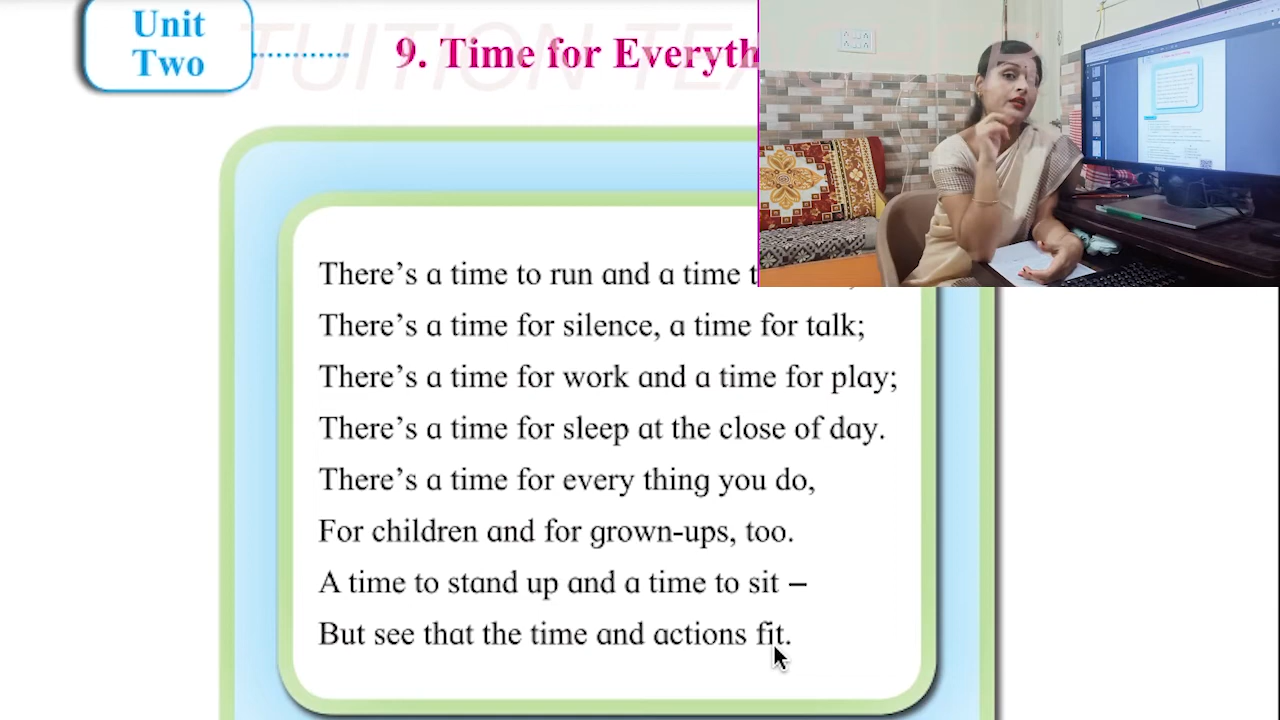 Unit
Two
9. Time for Everyth
TUITION TEACHER
There's a time to run and a time t
There's a time for silence, a time for talk;
There's a time for work and a time for play;
There's a time for sleep at the close of day.
There's a time for every thing you do,
For children and for grown-ups, too.
A time to stand up and a time to sit –
But see that the time and actions fit.